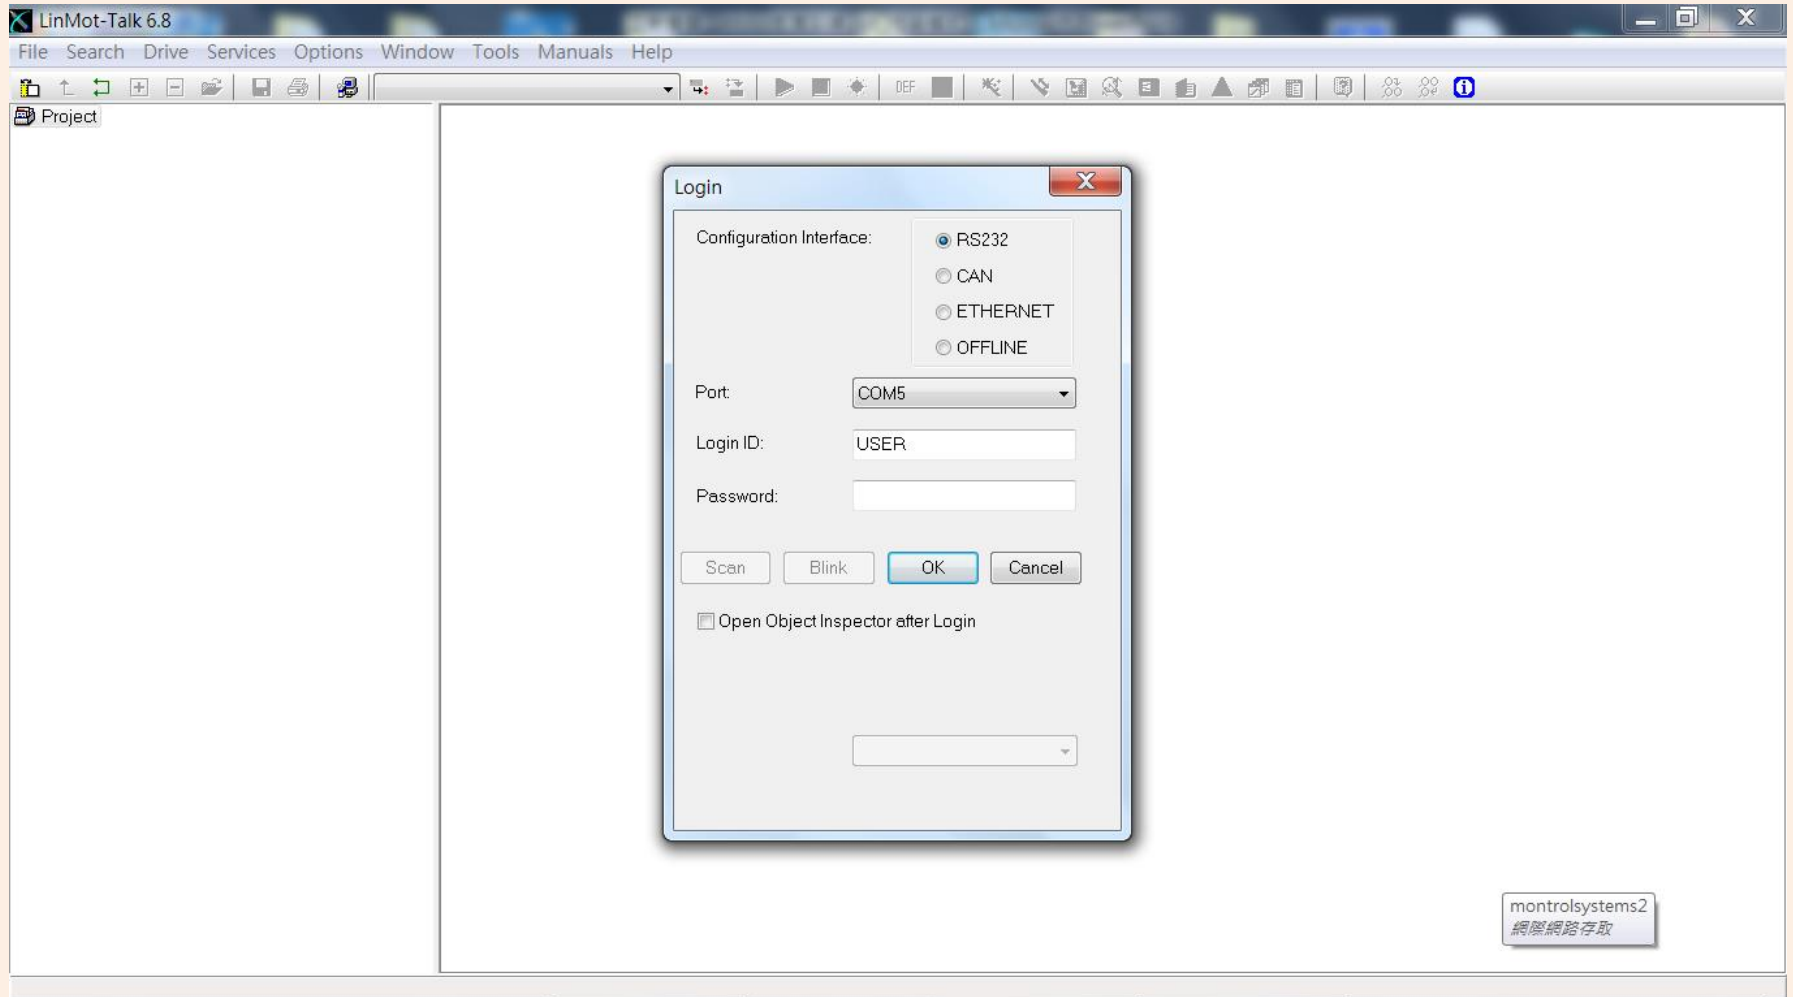 LinMot-Talk 6.8
File Search Drive Services Options Window Tools Manuals Help
DEF
Project
Login
Configuration Interface:
RS232
CAN
ETHERNET
OFFLINE
Port: COM5
Login ID: USER
Password:
Scan Blink OK Cancel
Open Object Inspector after Login
montrolsystems2
網際網路存取